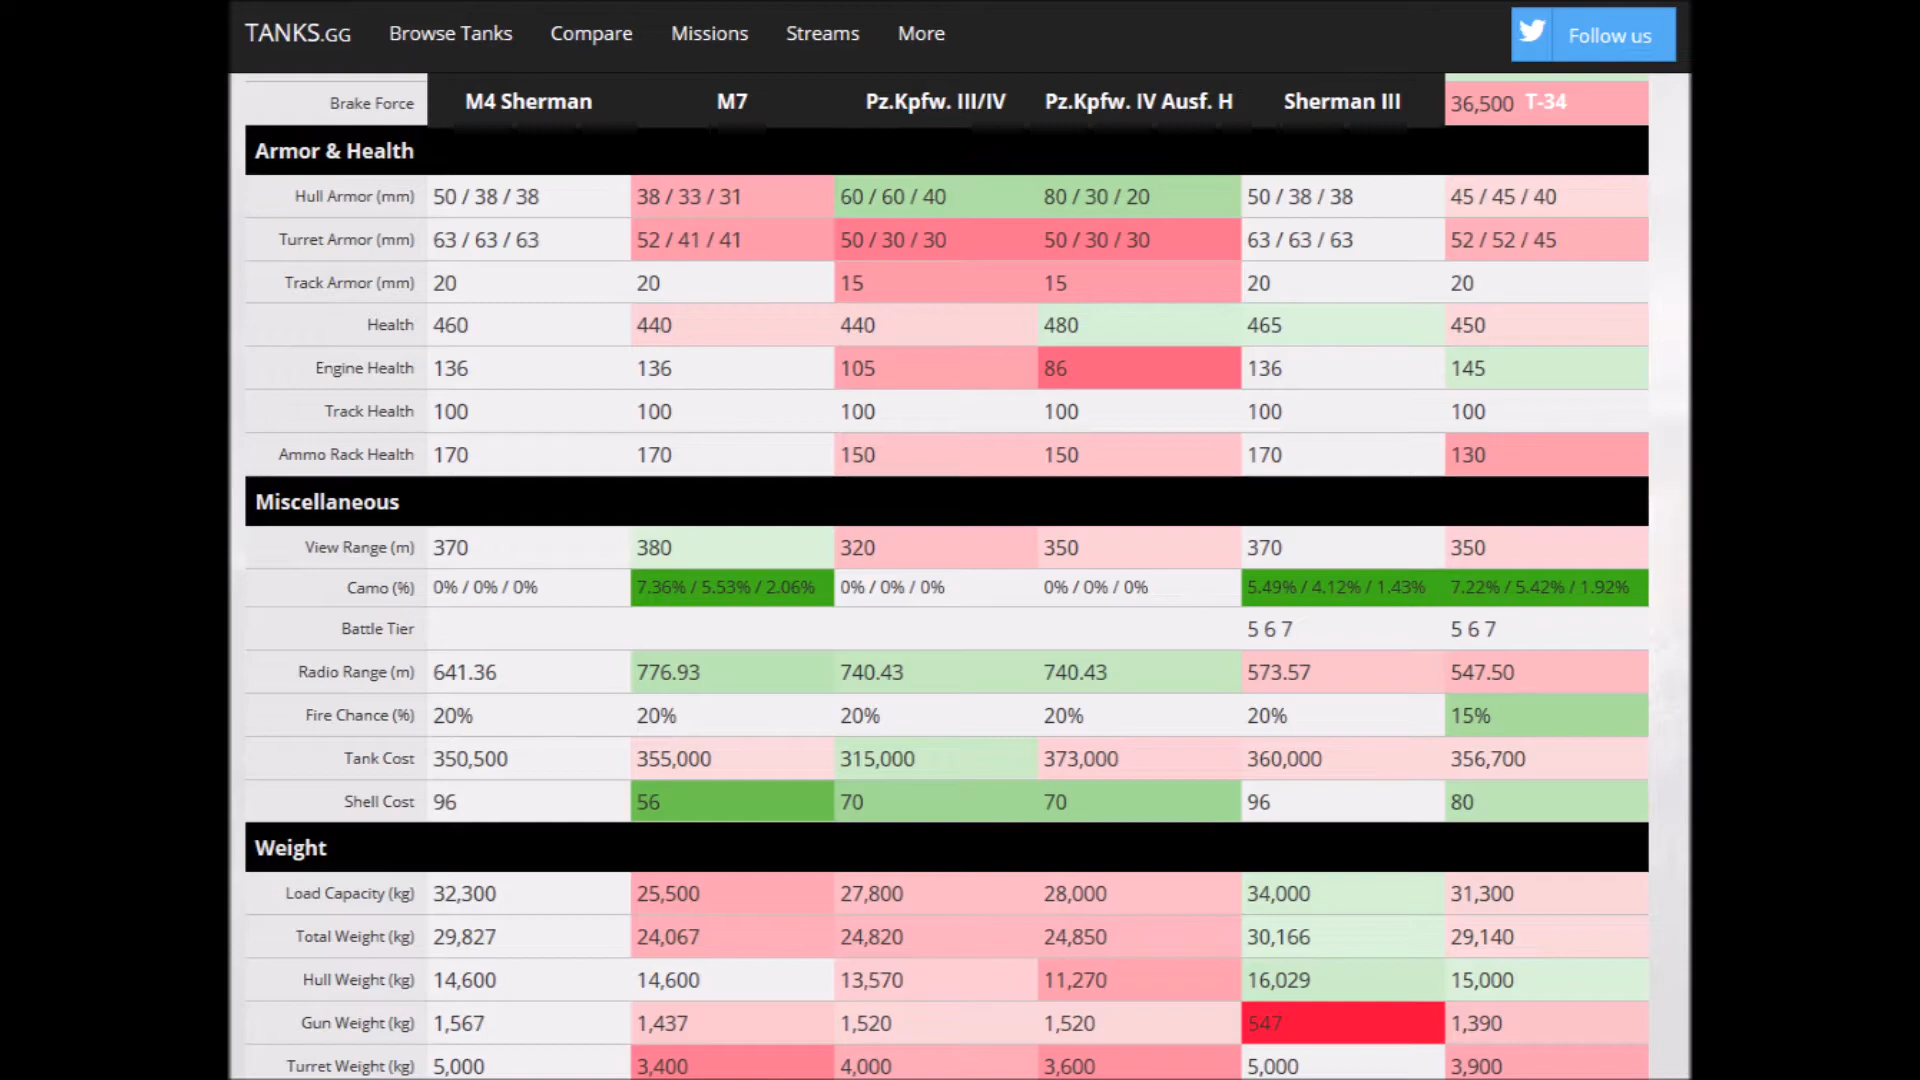 TANKS.GG Browse Tanks Compare Missions Streams More Follow us
Brake Force M4 Sherman M7 Pz.Kpfw. III/IV Pz.Kpfw. IV Ausf. H Sherman III 36,500 T-34
Armor & Health
Hull Armor (mm) 50 / 38 / 38 38 / 33 / 31 60 / 60 / 40 80 / 30 / 20 50 / 38 / 38 45 / 45 / 40
Turret Armor (mm) 63 / 63 / 63 52 / 41 / 41 50 / 30 / 30 50 / 30 / 30 63 / 63 / 63 52 / 52 / 45
Track Armor (mm) 20 20 15 15 20 20
Health 460 440 440 480 465 450
Engine Health 136 136 105 86 136 145
Track Health 100 100 100 100 100 100
Ammo Rack Health 170 170 150 150 170 130
Miscellaneous
View Range (m) 370 380 320 350 370 350
Camo (%) 0% / 0% / 0% 7.36% / 5.53% / 2.06% 0% / 0% / 0% 0% / 0% / 0% 5.49% / 4.12% / 1.43% 7.22% / 5.42% / 1.92%
Battle Tier 5 6 7 5 6 7
Radio Range (m) 641.36 776.93 740.43 740.43 573.57 547.50
Fire Chance (%) 20% 20% 20% 20% 20% 15%
Tank Cost 350,500 355,000 315,000 373,000 360,000 356,700
Shell Cost 96 56 70 70 96 80
Weight
Load Capacity (kg) 32,300 25,500 27,800 28,000 34,000 31,300
Total Weight (kg) 29,827 24,067 24,820 24,850 30,166 29,140
Hull Weight (kg) 14,600 14,600 13,570 11,270 16,029 15,000
Gun Weight (kg) 1,567 1,437 1,520 1,520 547 1,390
Turret Weight (kg) 5,000 3,400 4,000 3,600 5,000 3,900